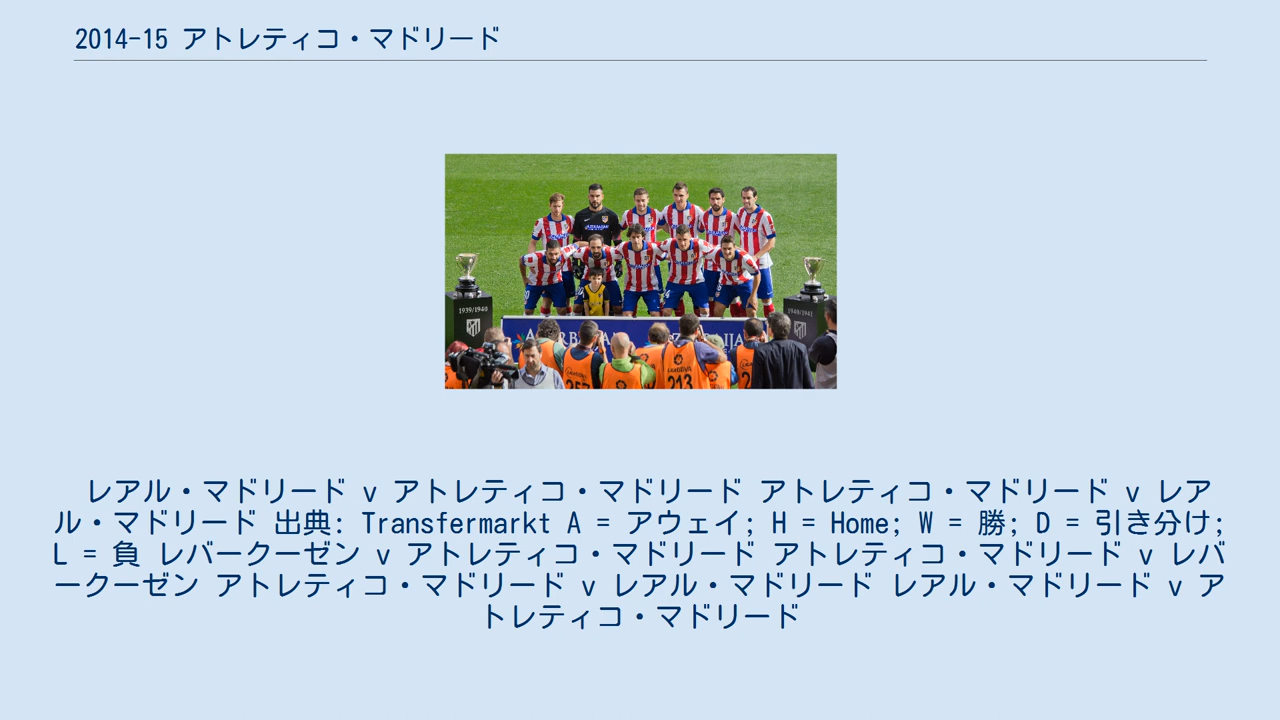 2014-15 アトレティコ・マドリード
1939/1940
1940/1941
AZERBAIJAN
257
213
レアル・マドリード v アトレティコ・マドリード アトレティコ・マドリード v レア
ル・マドリード 出典: Transfermarkt A = アウェイ; H = Home; W = 勝; D = 引き分け;
L = 負 レバークーゼン v アトレティコ・マドリード アトレティコ・マドリード v レバ
ークーゼン アトレティコ・マドリード v レアル・マドリード レアル・マドリード v ア
トレティコ・マドリード